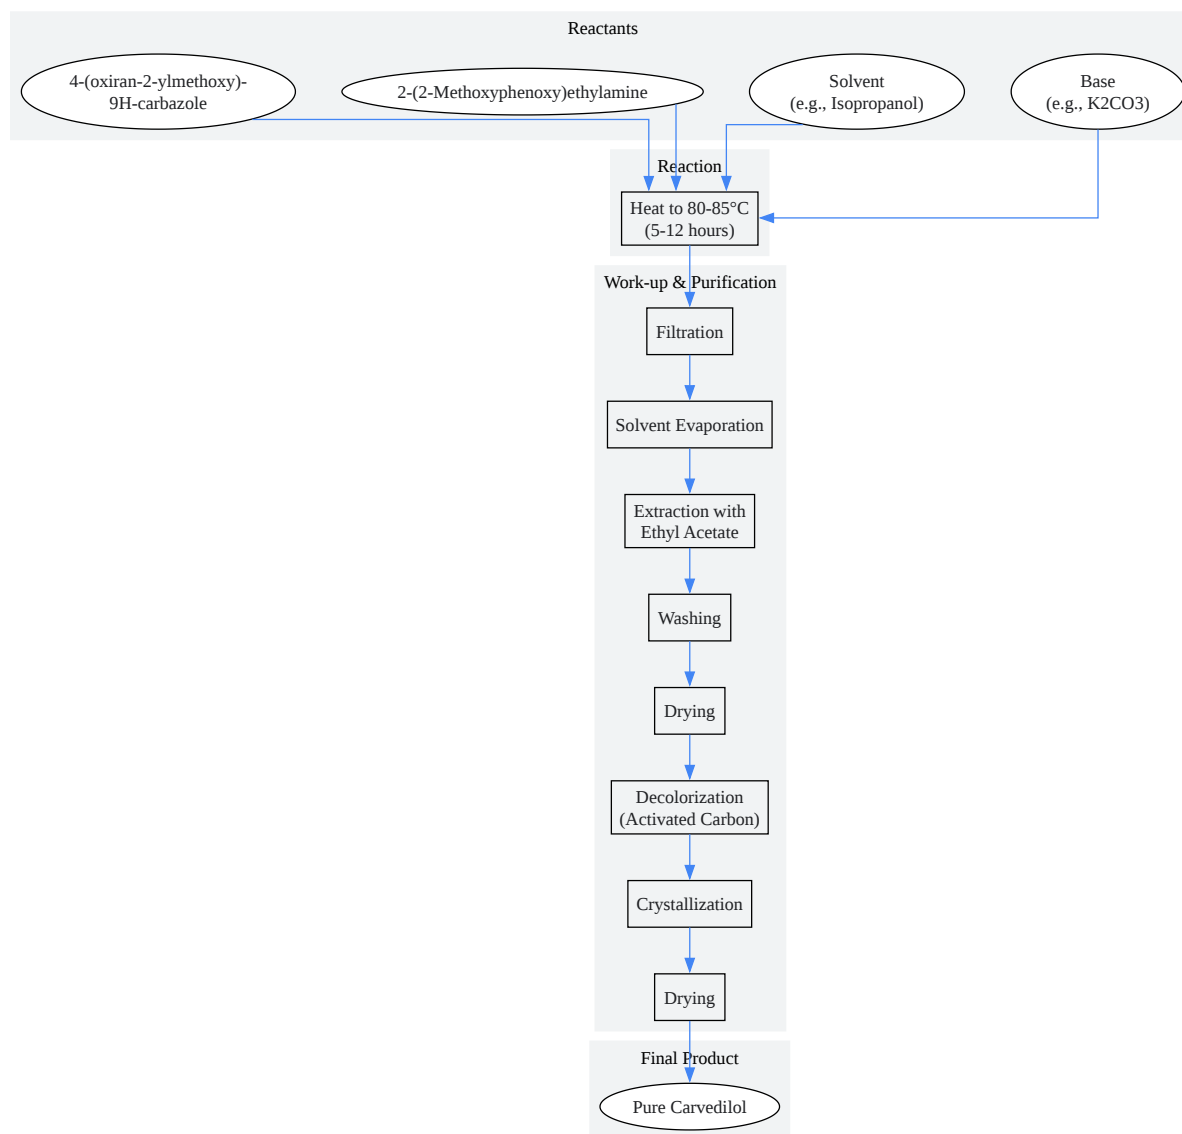 Reactants
4-(oxiran-2-ylmethoxy)-
9H-carbazole
2-(2-Methoxyphenoxy)ethylamine
Solvent
(e.g., Isopropanol)
Base
(e.g., K2CO3)
Reaction
Heat to 80-85°C
(5-12 hours)
Work-up & Purification
Filtration
Solvent Evaporation
Extraction with
Ethyl Acetate
Washing
Drying
Decolorization
(Activated Carbon)
Crystallization
Drying
Final Product
Pure Carvedilol